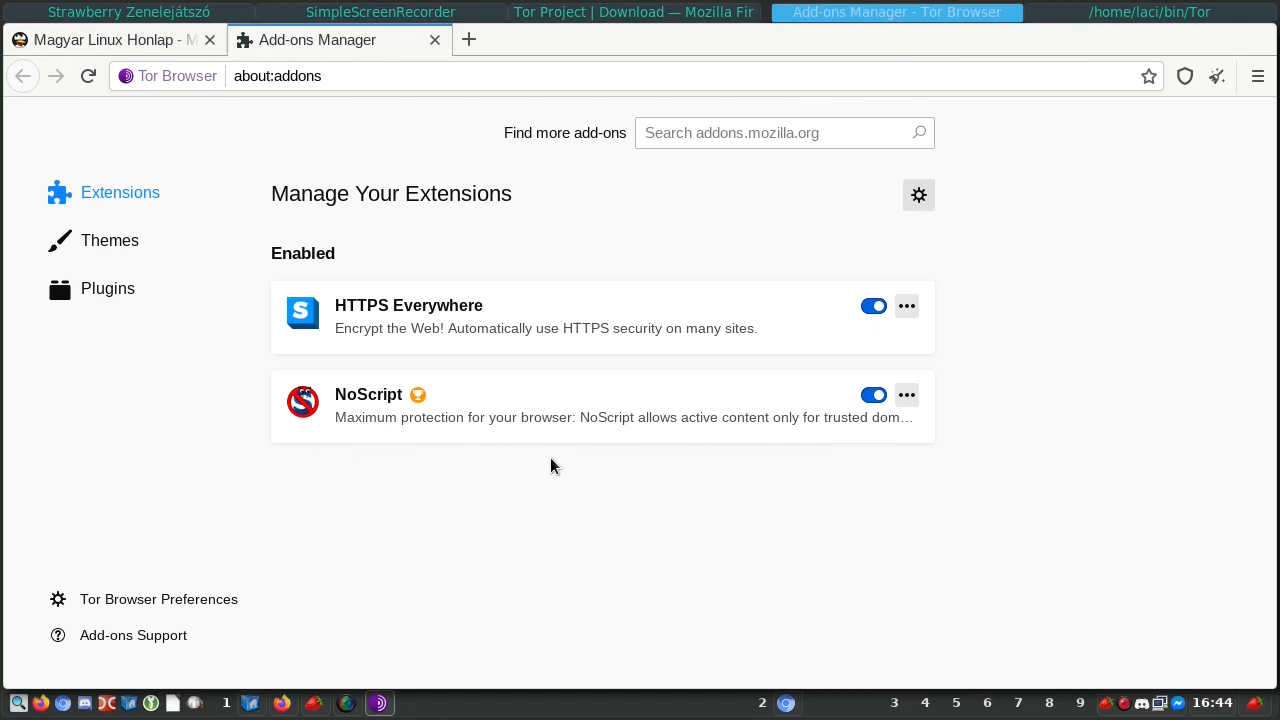 Strawberry Zenelejátszó
SimpleScreenRecorder
Tor Project | Download — Mozilla Fir
Add-ons Manager - Tor Browser
/home/laci/bin/Tor
Magyar Linux Honlap - M
Add-ons Manager
Tor Browser
about:addons
Find more add-ons
Search addons.mozilla.org
Extensions
Manage Your Extensions
Themes
Enabled
Plugins
HTTPS Everywhere
Encrypt the Web! Automatically use HTTPS security on many sites.
NoScript
Maximum protection for your browser: NoScript allows active content only for trusted dom…
Tor Browser Preferences
Add-ons Support
1 2 3 4 5 6 7 8 9 16:44